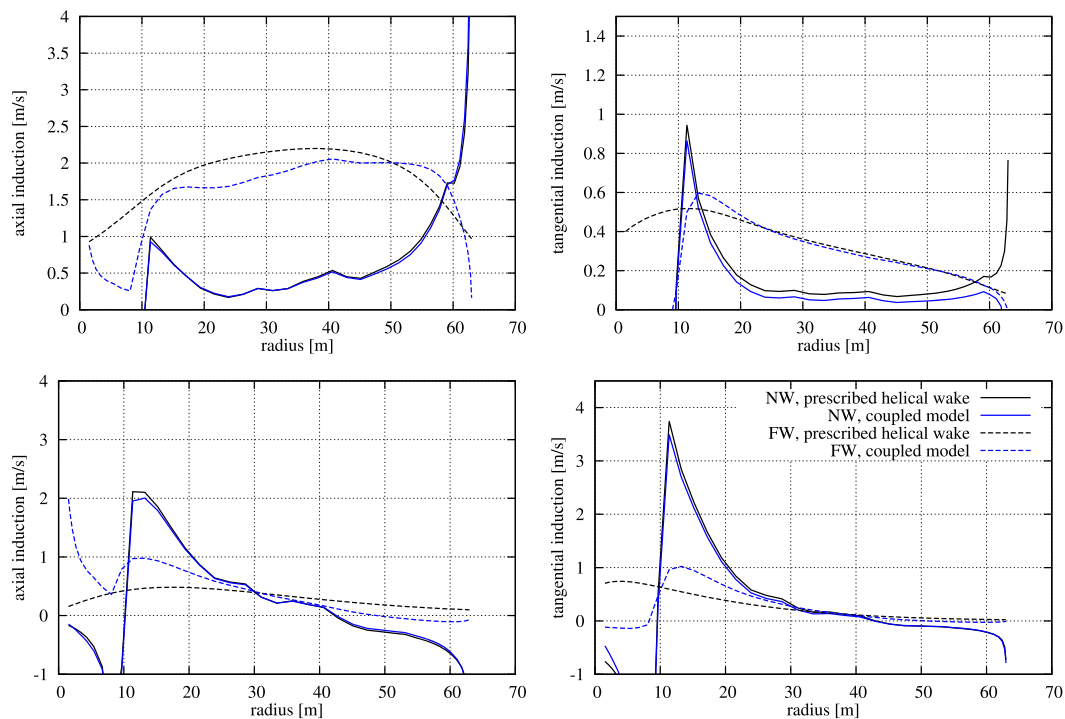 4
3.5
3
2.5
2
1.5
1
0.5
0
axial induction [m/s]
0 10 20 30 40 50 60 70
radius [m]
1.4
1.2
1
0.8
0.6
0.4
0.2
0
tangential induction [m/s]
0 10 20 30 40 50 60 70
radius [m]
4
3
2
1
0
-1
axial induction [m/s]
0 10 20 30 40 50 60 70
radius [m]
4
3
2
1
0
-1
tangential induction [m/s]
NW, prescribed helical wake
NW, coupled model
FW, prescribed helical wake
FW, coupled model
0 10 20 30 40 50 60 70
radius [m]